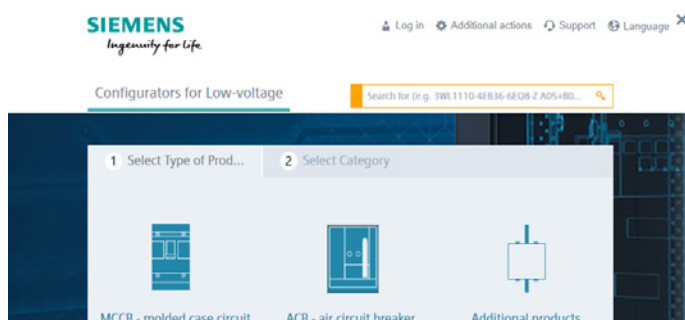 SIEMENS
Ingenuity for life
Log in Additional actions Support Language
Configurators for Low-voltage
Search for (e.g. 3WL1110-4EB36-6EQ8-Z A05+B0...
1 Select Type of Prod... 2 Select Category
MCCB - molded case circuit ACB - air circuit breaker Additional products